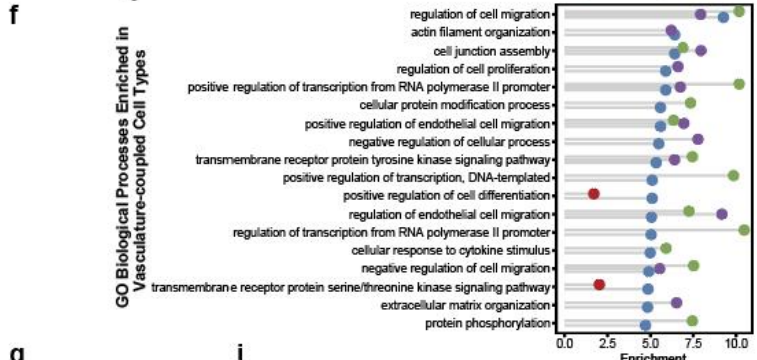 f
GO Biological Processes Enriched in
Vasculature-coupled Cell Types
regulation of cell migration
actin filament organization
cell junction assembly
regulation of cell proliferation
positive regulation of transcription from RNA polymerase II promoter
cellular protein modification process
positive regulation of endothelial cell migration
negative regulation of cellular process
transmembrane receptor protein tyrosine kinase signaling pathway
positive regulation of transcription, DNA-templated
positive regulation of cell differentiation
regulation of endothelial cell migration
regulation of transcription from RNA polymerase II promoter
cellular response to cytokine stimulus
negative regulation of cell migration
transmembrane receptor protein serine/threonine kinase signaling pathway
extracellular matrix organization
protein phosphorylation
0.0 2.5 5.0 7.5 10.0
Enrichment
g i